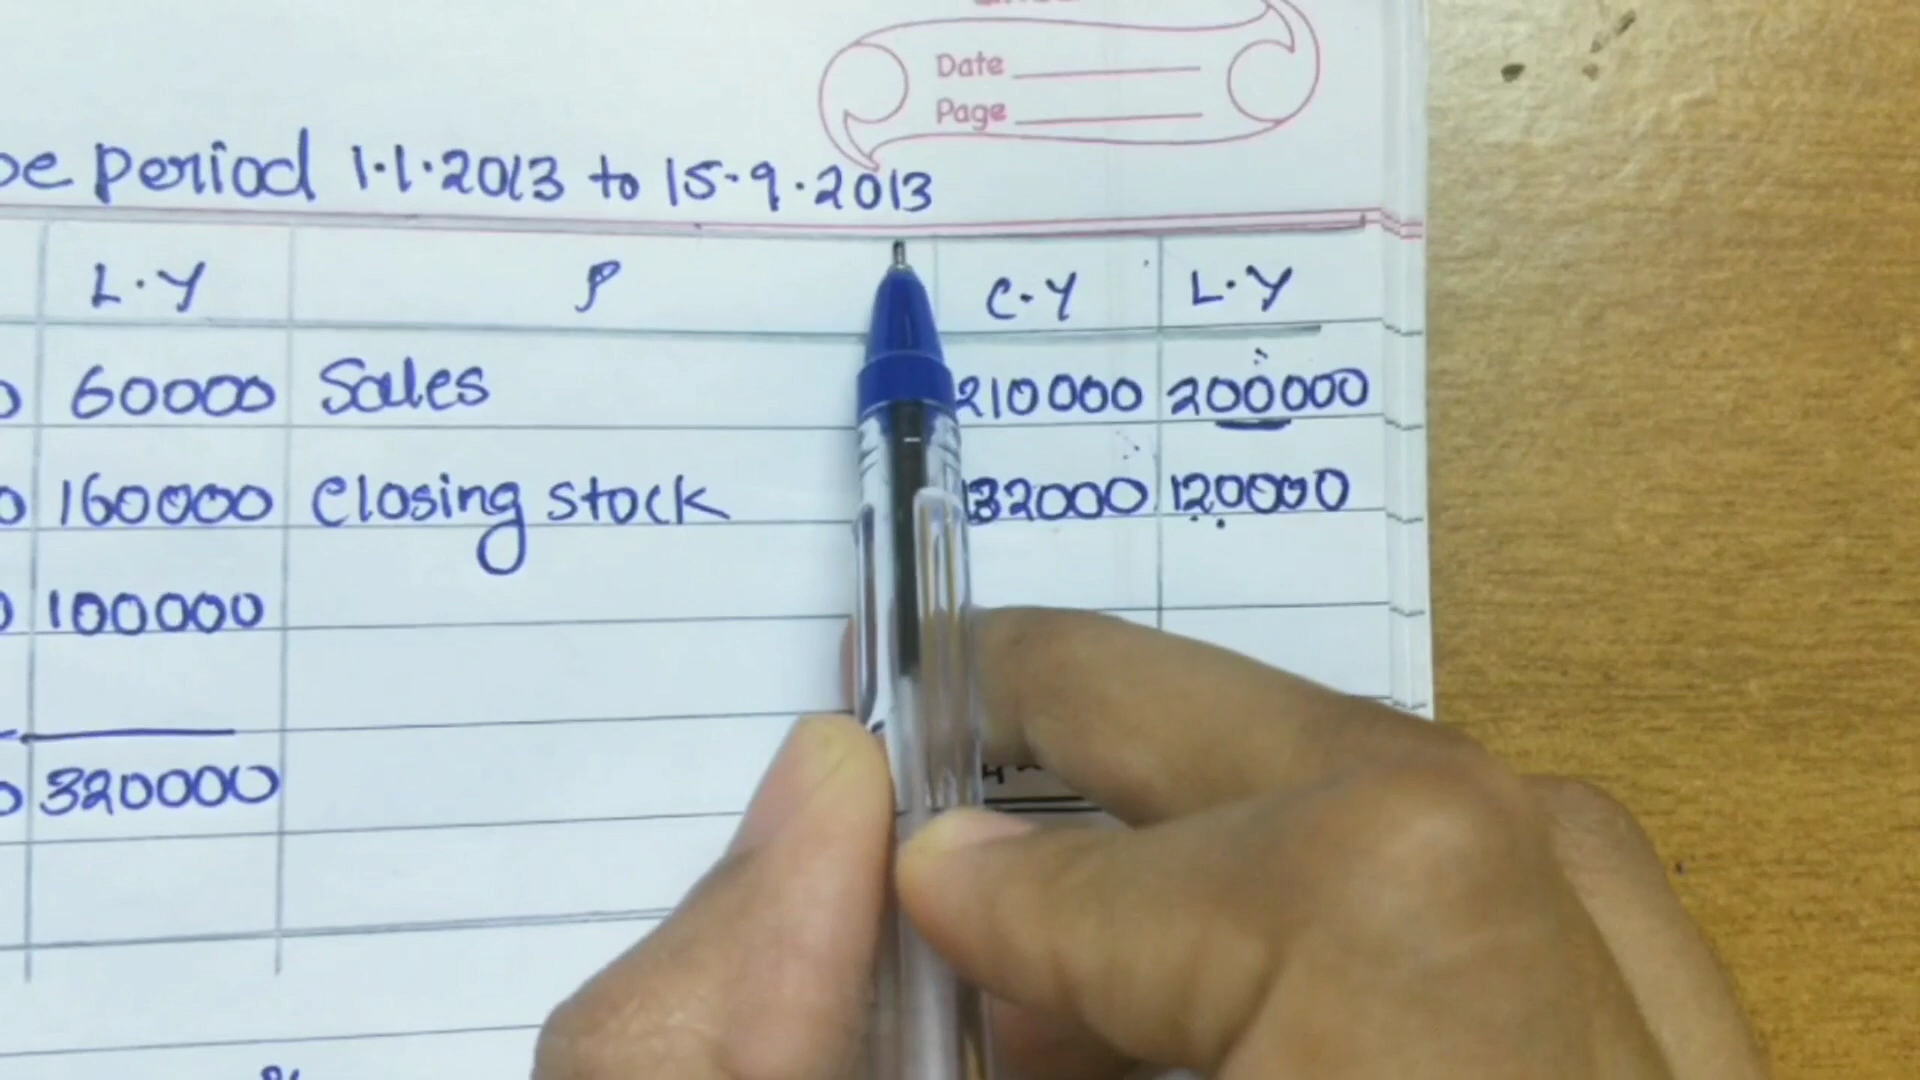 Date
Page
period 1.1.2013 to 15.9.2013
L.Y P C.Y L.Y
60000 Sales 210000 200000
160000 closing stock 132000 120000
100000
320000